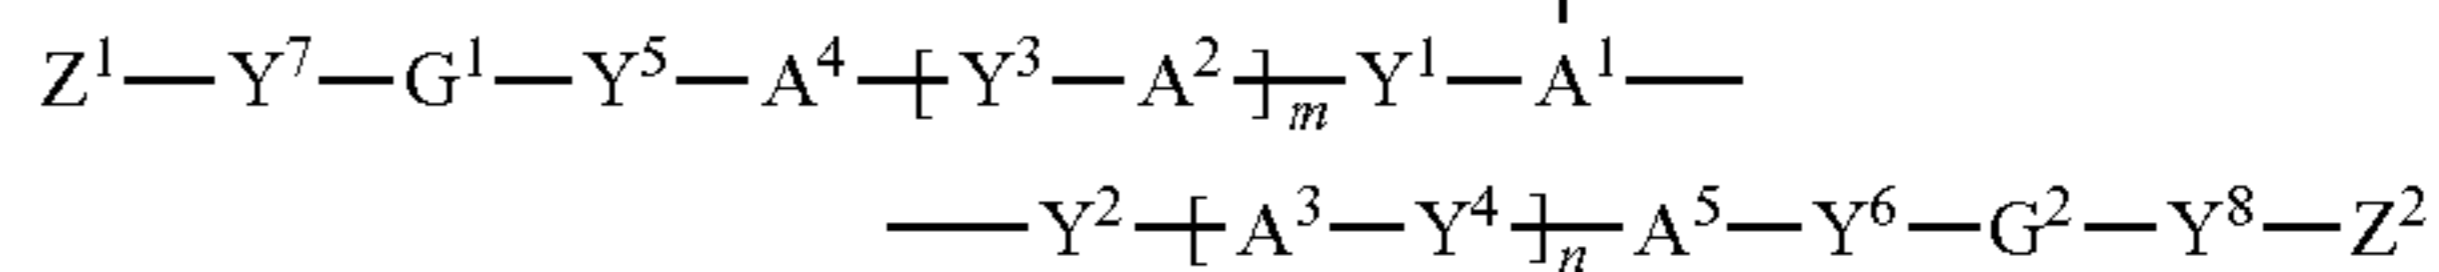 Z¹—Y⁷—G¹—Y⁵—A⁴—[Y³—A²]ₘ—Y¹—A¹—
—Y²—[A³—Y⁴]ₙ—A⁵—Y⁶—G²—Y⁸—Z²